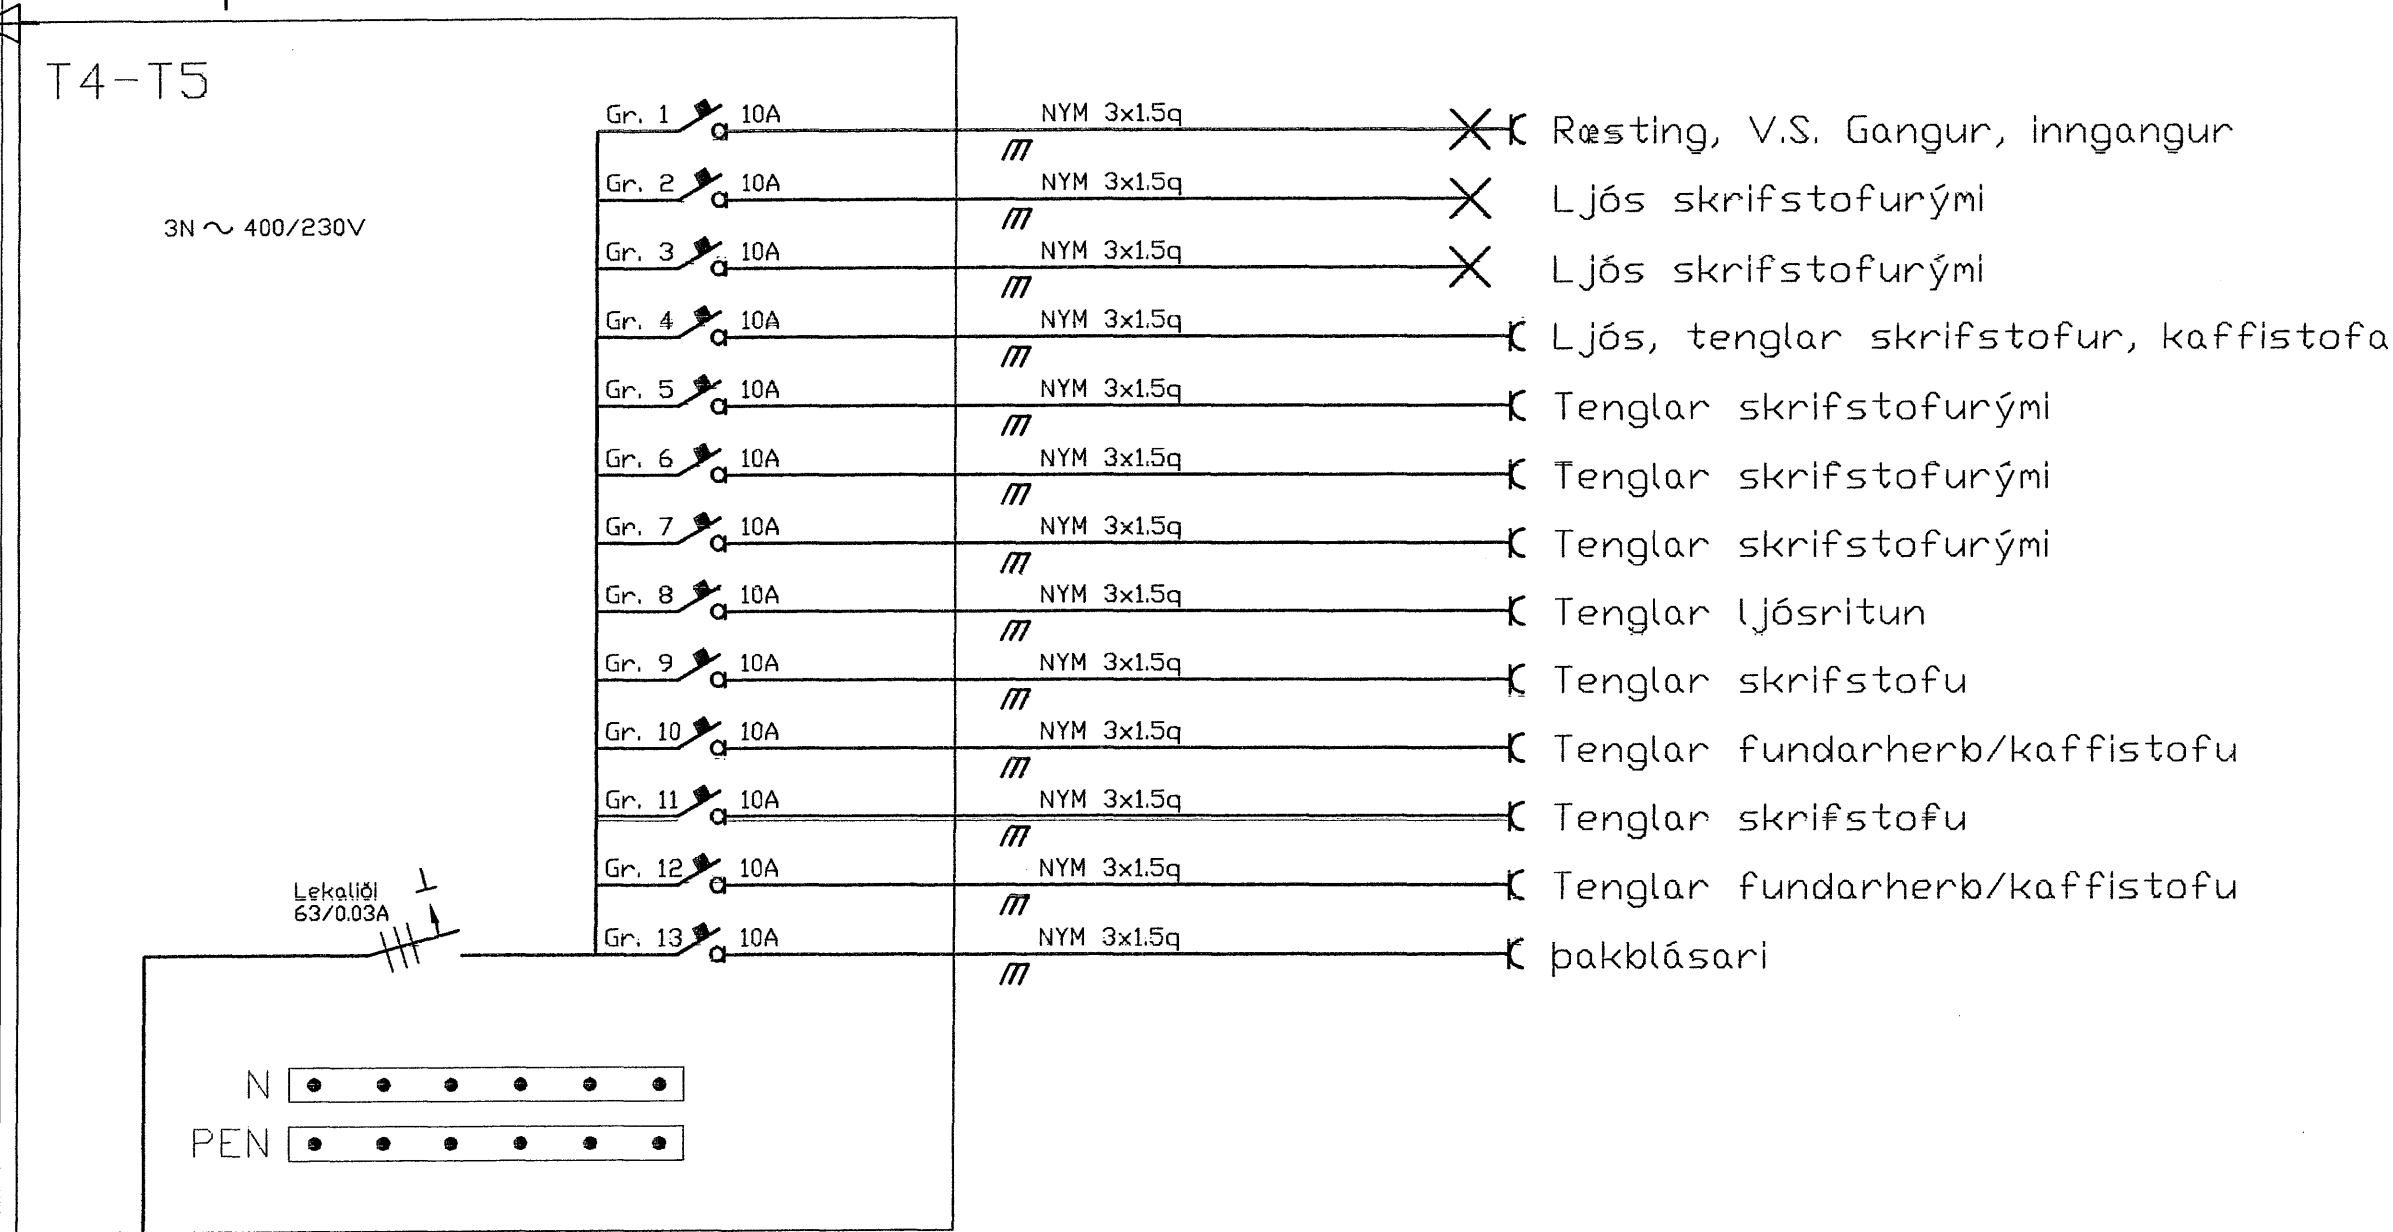 T4-T5
3N ~ 400/230V
Gr. 1 10A NYM 3x1.5q Ræsting, V.S. Gangur, inngangur
Gr. 2 10A NYM 3x1.5q Ljós skrifstofurými
Gr. 3 10A NYM 3x1.5q Ljós skrifstofurými
Gr. 4 10A NYM 3x1.5q Ljós, tenglar skrifstofur, kaffistofa
Gr. 5 10A NYM 3x1.5q Tenglar skrifstofurými
Gr. 6 10A NYM 3x1.5q Tenglar skrifstofurými
Gr. 7 10A NYM 3x1.5q Tenglar skrifstofurými
Gr. 8 10A NYM 3x1.5q Tenglar ljósritun
Gr. 9 10A NYM 3x1.5q Tenglar skrifstofu
Gr. 10 10A NYM 3x1.5q Tenglar fundarherb/kaffistofu
Gr. 11 10A NYM 3x1.5q Tenglar skrifstofu
Gr. 12 10A NYM 3x1.5q Tenglar fundarherb/kaffistofu
Gr. 13 10A NYM 3x1.5q þakblásari
Lekaliði
63/0.03A
N
PEN